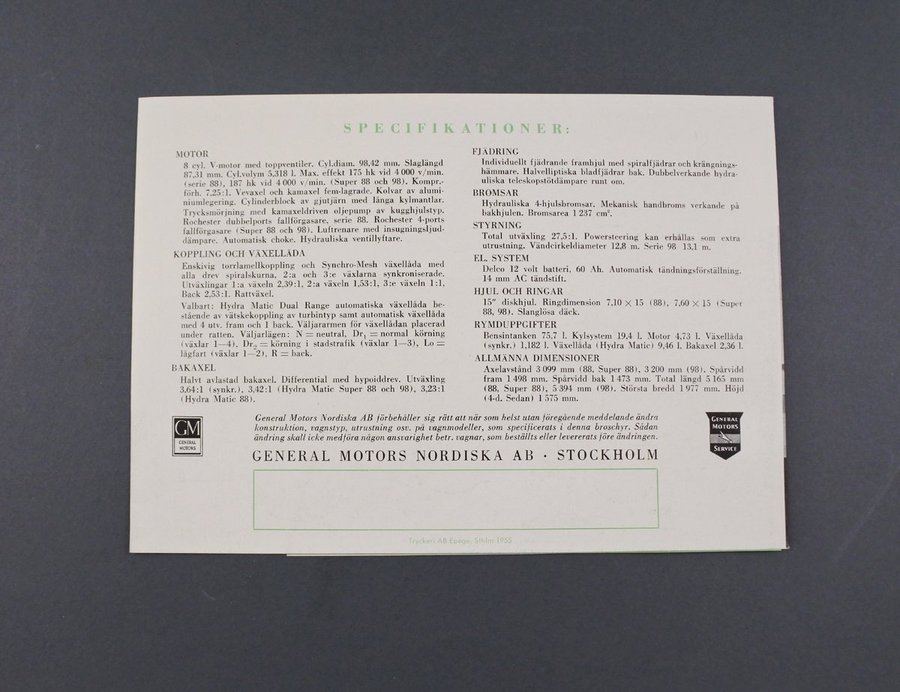 SPECIFIKATIONER:
MOTOR
8 cyl. V-motor med toppventiler. Cyl.diam. 98,42 mm. Slaglängd
87,31 mm. Cyl.volym 5,318 l. Max. effekt 175 hk vid 4 000 v/min.
(serie 88), 187 hk vid 4 000 v/min. (Super 88 och 98). Kompr.-
förh. 7,25:1. Vevaxel och kamaxel fem-lagrade. Kolvar av alumi-
niumlegering. Cylinderblock av gjutjärn med långa kylmantlar.
Trycksmörjning med kamaxeldriven oljepump av kugghjulstyp.
Rochester dubbelports fallförgasare, serie 88. Rochester 4-ports
fallförgasare (Super 88 och 98). Luftrenare med insugningsljud-
dämpare. Automatisk choke. Hydrauliska ventillyftare.
KOPPLING OCH VÄXELLÅDA
Enskivig torrlamellkoppling och Synchro-Mesh växellåda med
alla drev spiralskurna, 2:a och 3:e växlarna synkroniserade.
Utväxlingar 1:a växeln 2,39:1, 2:a växeln 1,53:1, 3:e växeln 1:1,
Back 2,53:1. Rattväxel.
Valbart: Hydra Matic Dual Range automatiska växellåda be-
stående av vätskekoppling av turbintyp samt automatisk växellåda
med 4 utv. fram och 1 back. Väljararmen för växellådan placerad
under ratten. Väljarlägen: N = neutral, Dr₁ = normal körning
(växlar 1—4), Dr₂ = körning i stadstrafik (växlar 1—3), Lo =
lågfart (växlar 1—2), R = back.
BAKAXEL
Halvt avlastad bakaxel. Differential med hypoiddrev. Utväxling
3,64:1 (synkr.), 3,42:1 (Hydra Matic Super 88 och 98), 3,23:1
(Hydra Matic 88).
FJÄDRING
Individuellt fjädrande framhjul med spiralfjädrar och krängnings-
hämmare. Halvelliptiska bladfjädrar bak. Dubbelverkande hydra-
uliska teleskopstötdämpare runt om.
BROMSAR
Hydrauliska 4-hjulsbromsar. Mekanisk handbroms verkande på
bakhjulen. Bromsarea 1 237 cm².
STYRNING
Total utväxling 27,5:1. Powersteering kan erhållas som extra
utrustning. Vändcirkeldiameter 12,8 m. Serie 98 13,1 m.
EL. SYSTEM
Delco 12 volt batteri, 60 Ah. Automatisk tändningsförställning.
14 mm AC tändstift.
HJUL OCH RINGAR
15″ diskhjul. Ringdimension 7,10 × 15 (88), 7,60 × 15 (Super
88, 98). Slanglösa däck.
RYMDUPPGIFTER
Bensintanken 75,7 l. Kylsystem 19,4 l. Motor 4,73 l. Växellåda
(synkr.) 1,182 l. Växellåda (Hydra Matic) 9,46 l. Bakaxel 2,36 l.
ALLMÄNNA DIMENSIONER
Axelavstånd 3 099 mm (88, Super 88), 3 200 mm (98). Spårvidd
fram 1 498 mm. Spårvidd bak 1 473 mm. Total längd 5 165 mm
(88, Super 88), 5 394 mm (98). Största bredd 1 977 mm. Höjd
(4-d. Sedan) 1 575 mm.
GM
GENERAL
MOTORS
General Motors Nordiska AB förbehåller sig rätt att när som helst utan föregående meddelande ändra
konstruktion, vagnstyp, utrustning osv. på vagnmodeller, som specificerats i denna broschyr. Sådan
ändring skall icke medföra någon ansvarighet betr. vagnar, som beställts eller levererats före ändringen.
GENERAL
MOTORS
SERVICE
GENERAL MOTORS NORDISKA AB · STOCKHOLM
Tryckeri AB Epège, Sthlm 1955